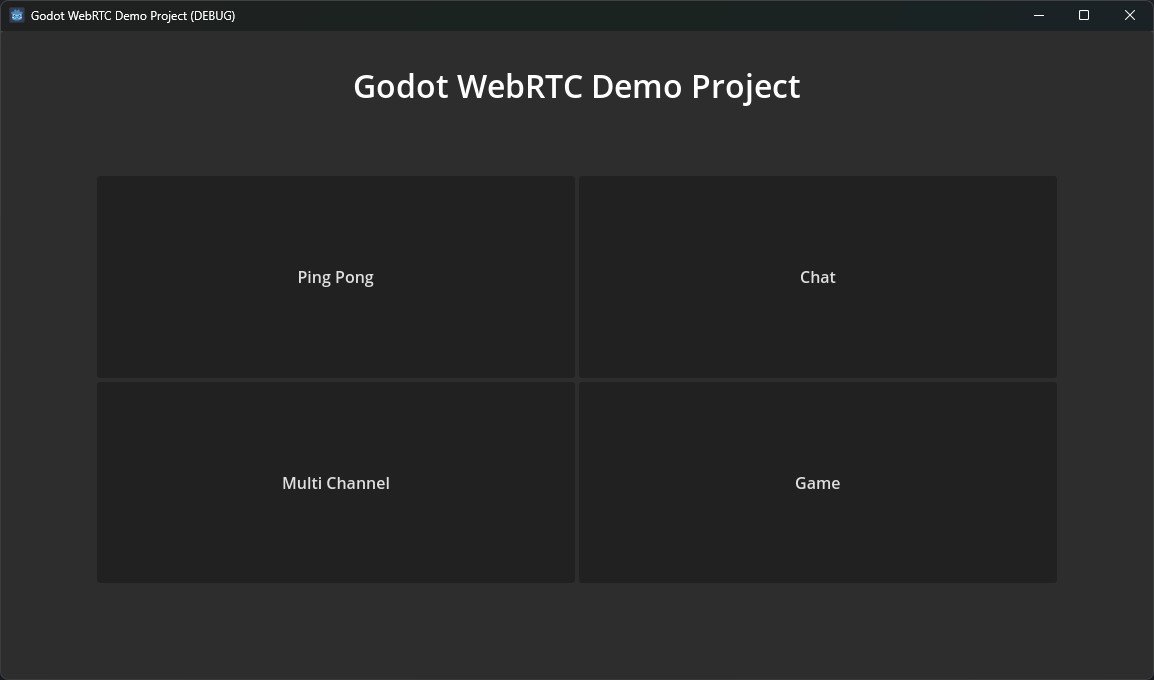 Godot WebRTC Demo Project (DEBUG)
Godot WebRTC Demo Project
Ping Pong
Chat
Multi Channel
Game